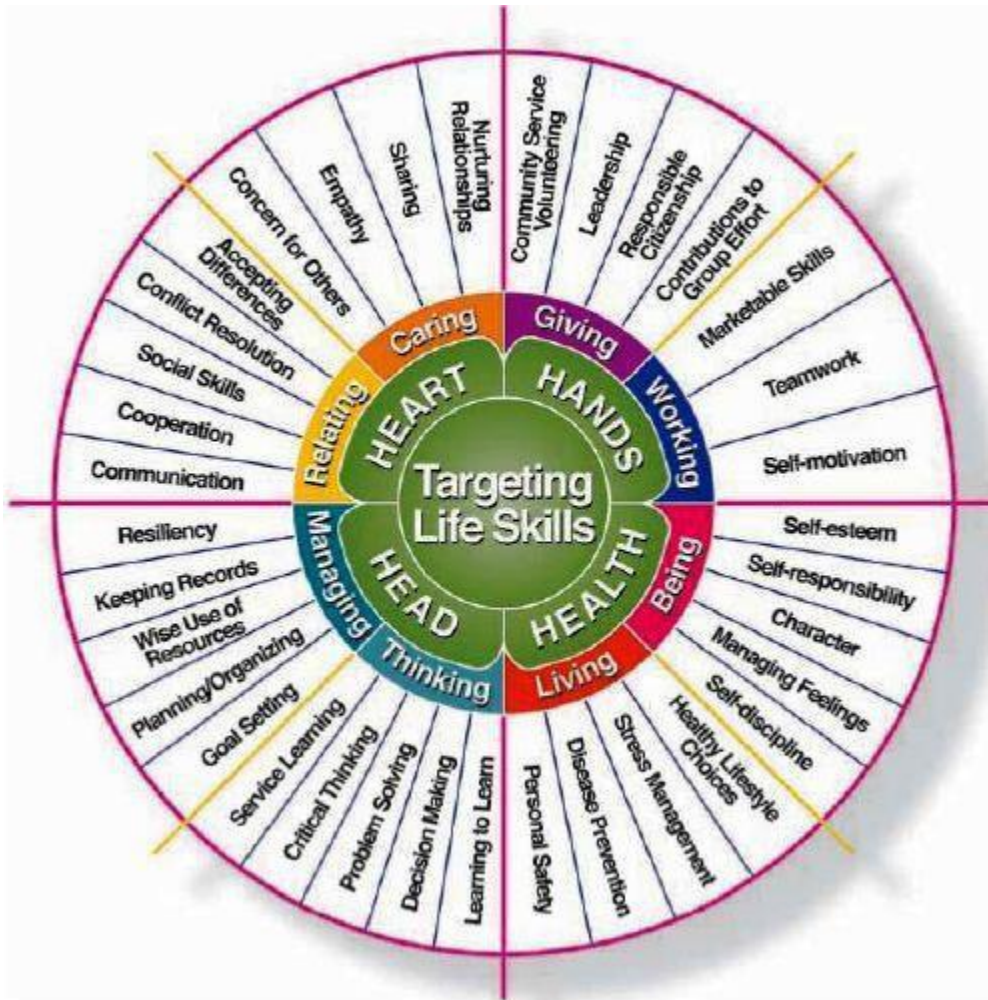 Targeting
Life Skills
HEART
HANDS
HEALTH
HEAD
Caring
Giving
Working
Being
Living
Thinking
Managing
Relating
Community Service
Volunteering
Leadership
Responsible
Citizenship
Contributions to
Group Effort
Marketable Skills
Teamwork
Self-motivation
Self-esteem
Self-responsibility
Character
Managing Feelings
Self-discipline
Healthy Lifestyle
Choices
Stress Management
Disease Prevention
Personal Safety
Learning to Learn
Decision Making
Problem Solving
Critical Thinking
Service Learning
Goal Setting
Planning/Organizing
Wise Use of
Resources
Keeping Records
Resiliency
Communication
Cooperation
Social Skills
Conflict Resolution
Accepting
Differences
Concern for Others
Empathy
Sharing
Nurturing
Relationships